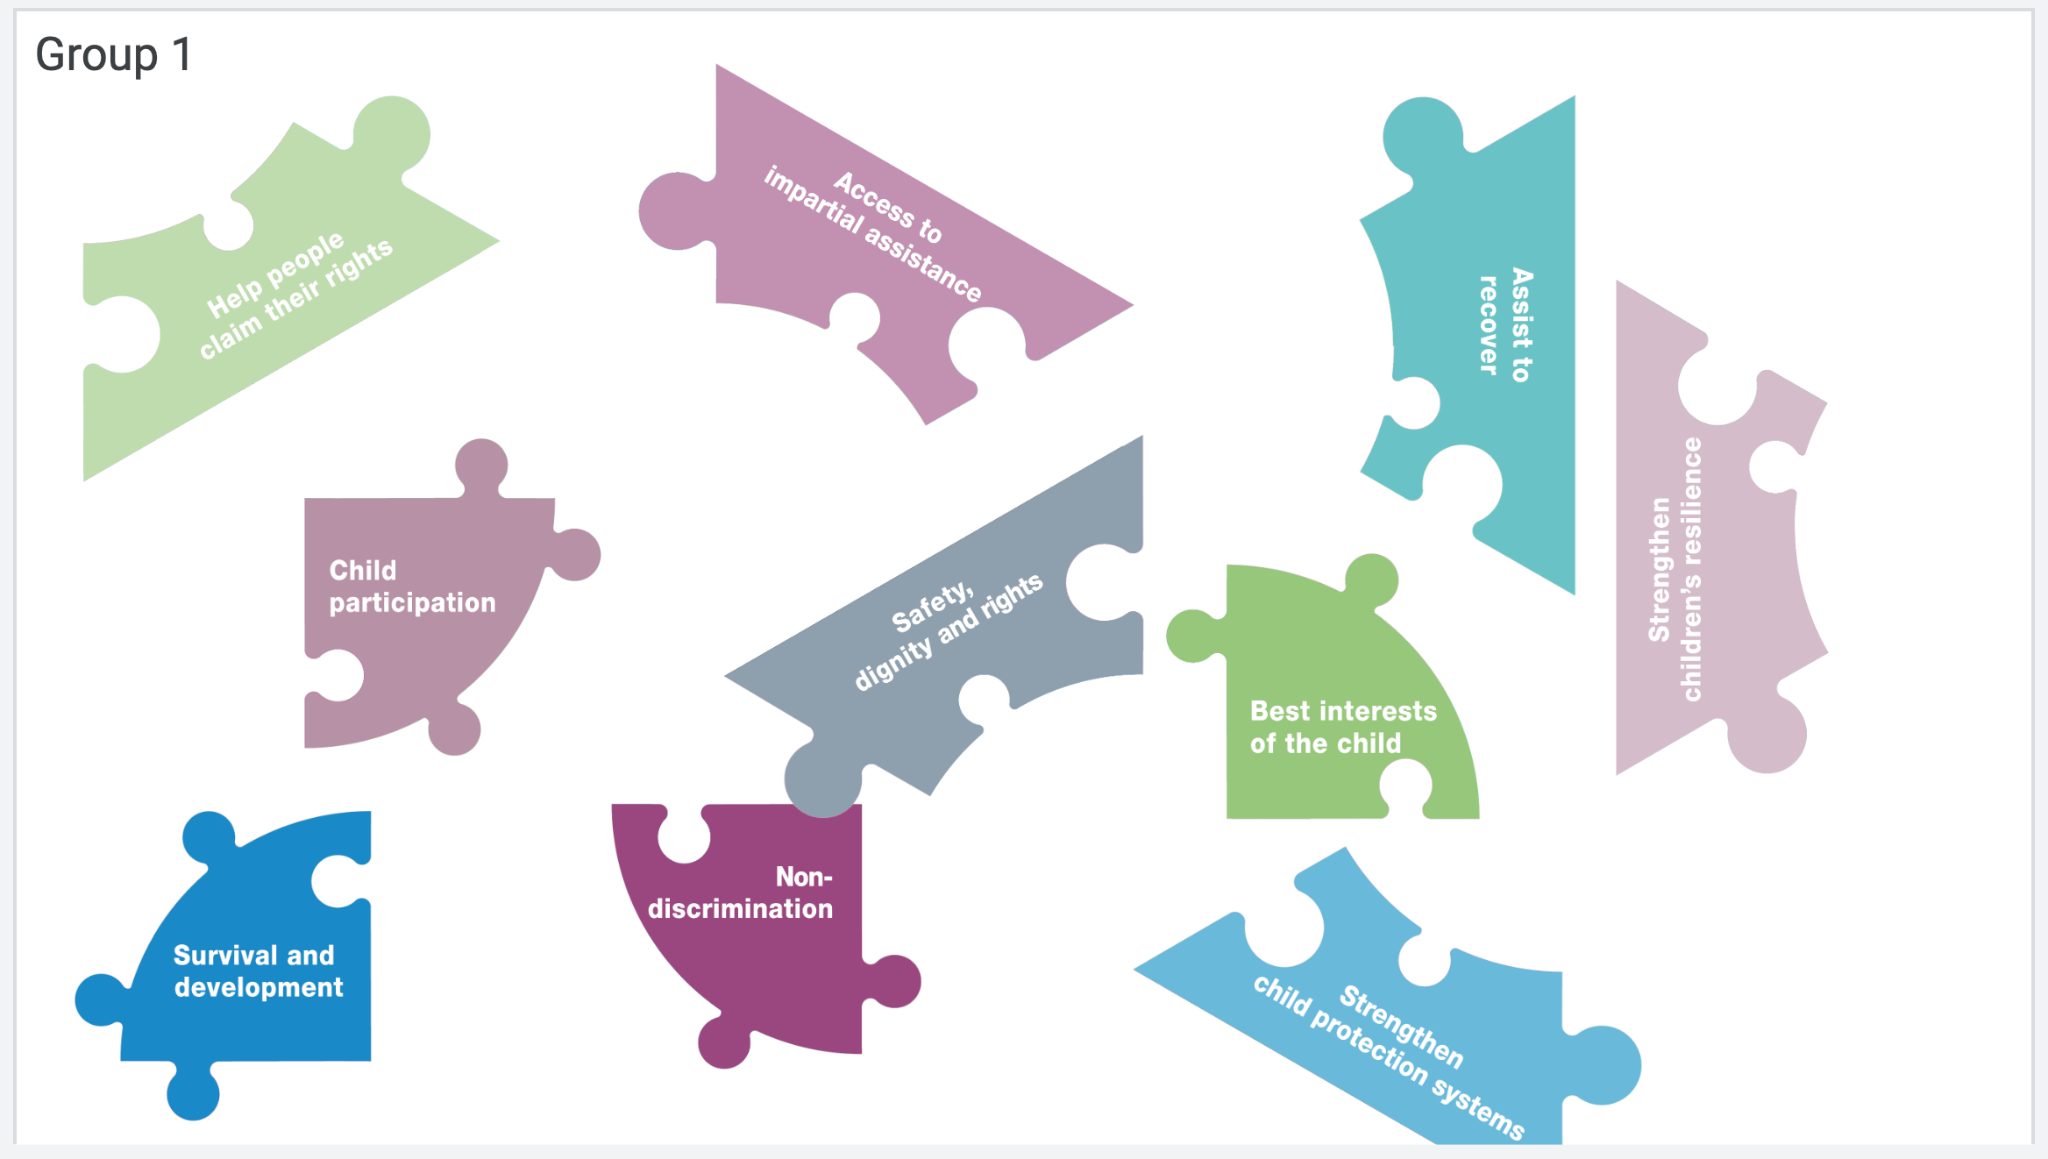 Group 1
Help people
claim their rights
Access to
impartial assistance
Assist to
recover
Strengthen
children's resilience
Child
participation
Safety,
dignity and rights
Best interests
of the child
Survival and
development
Non-
discrimination
Strengthen
child protection systems